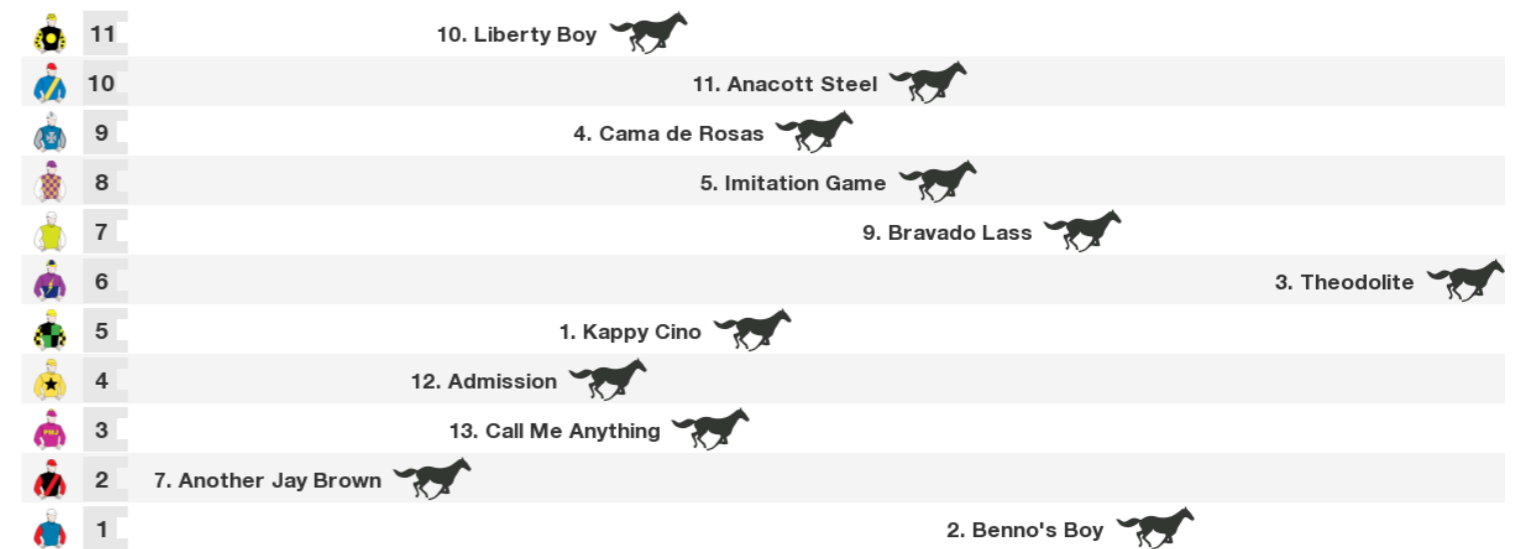 11 10. Liberty Boy
10 11. Anacott Steel
9 4. Cama de Rosas
8 5. Imitation Game
7 9. Bravado Lass
6 3. Theodolite
5 1. Kappy Cino
4 12. Admission
PMJ 3 13. Call Me Anything
2 7. Another Jay Brown
1 2. Benno's Boy